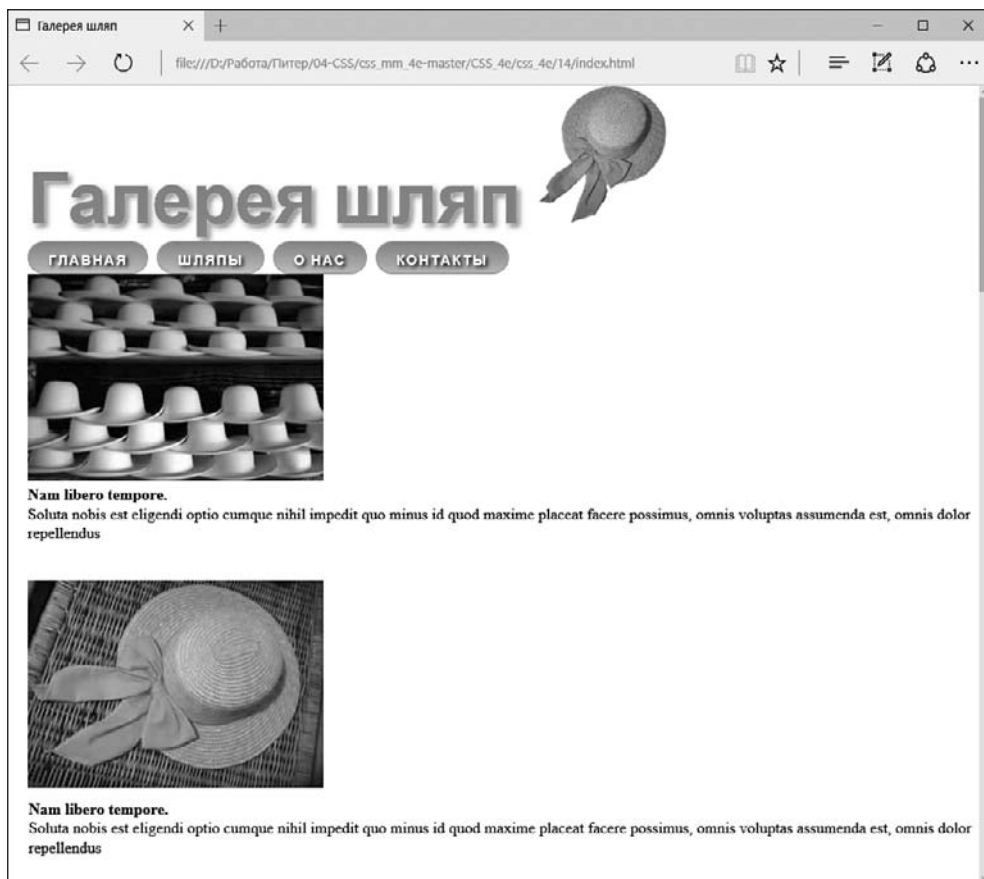 Галерея шляп
file:///D:/Работа/Питер/04-CSS/css_mm_4e-master/CSS_4e/css_4e/14/index.html
Галерея шляп
ГЛАВНАЯ ШЛЯПЫ О НАС КОНТАКТЫ
Nam libero tempore.
Soluta nobis est eligendi optio cumque nihil impedit quo minus id quod maxime placeat facere possimus, omnis voluptas assumenda est, omnis dolor
repellendus
Nam libero tempore.
Soluta nobis est eligendi optio cumque nihil impedit quo minus id quod maxime placeat facere possimus, omnis voluptas assumenda est, omnis dolor
repellendus